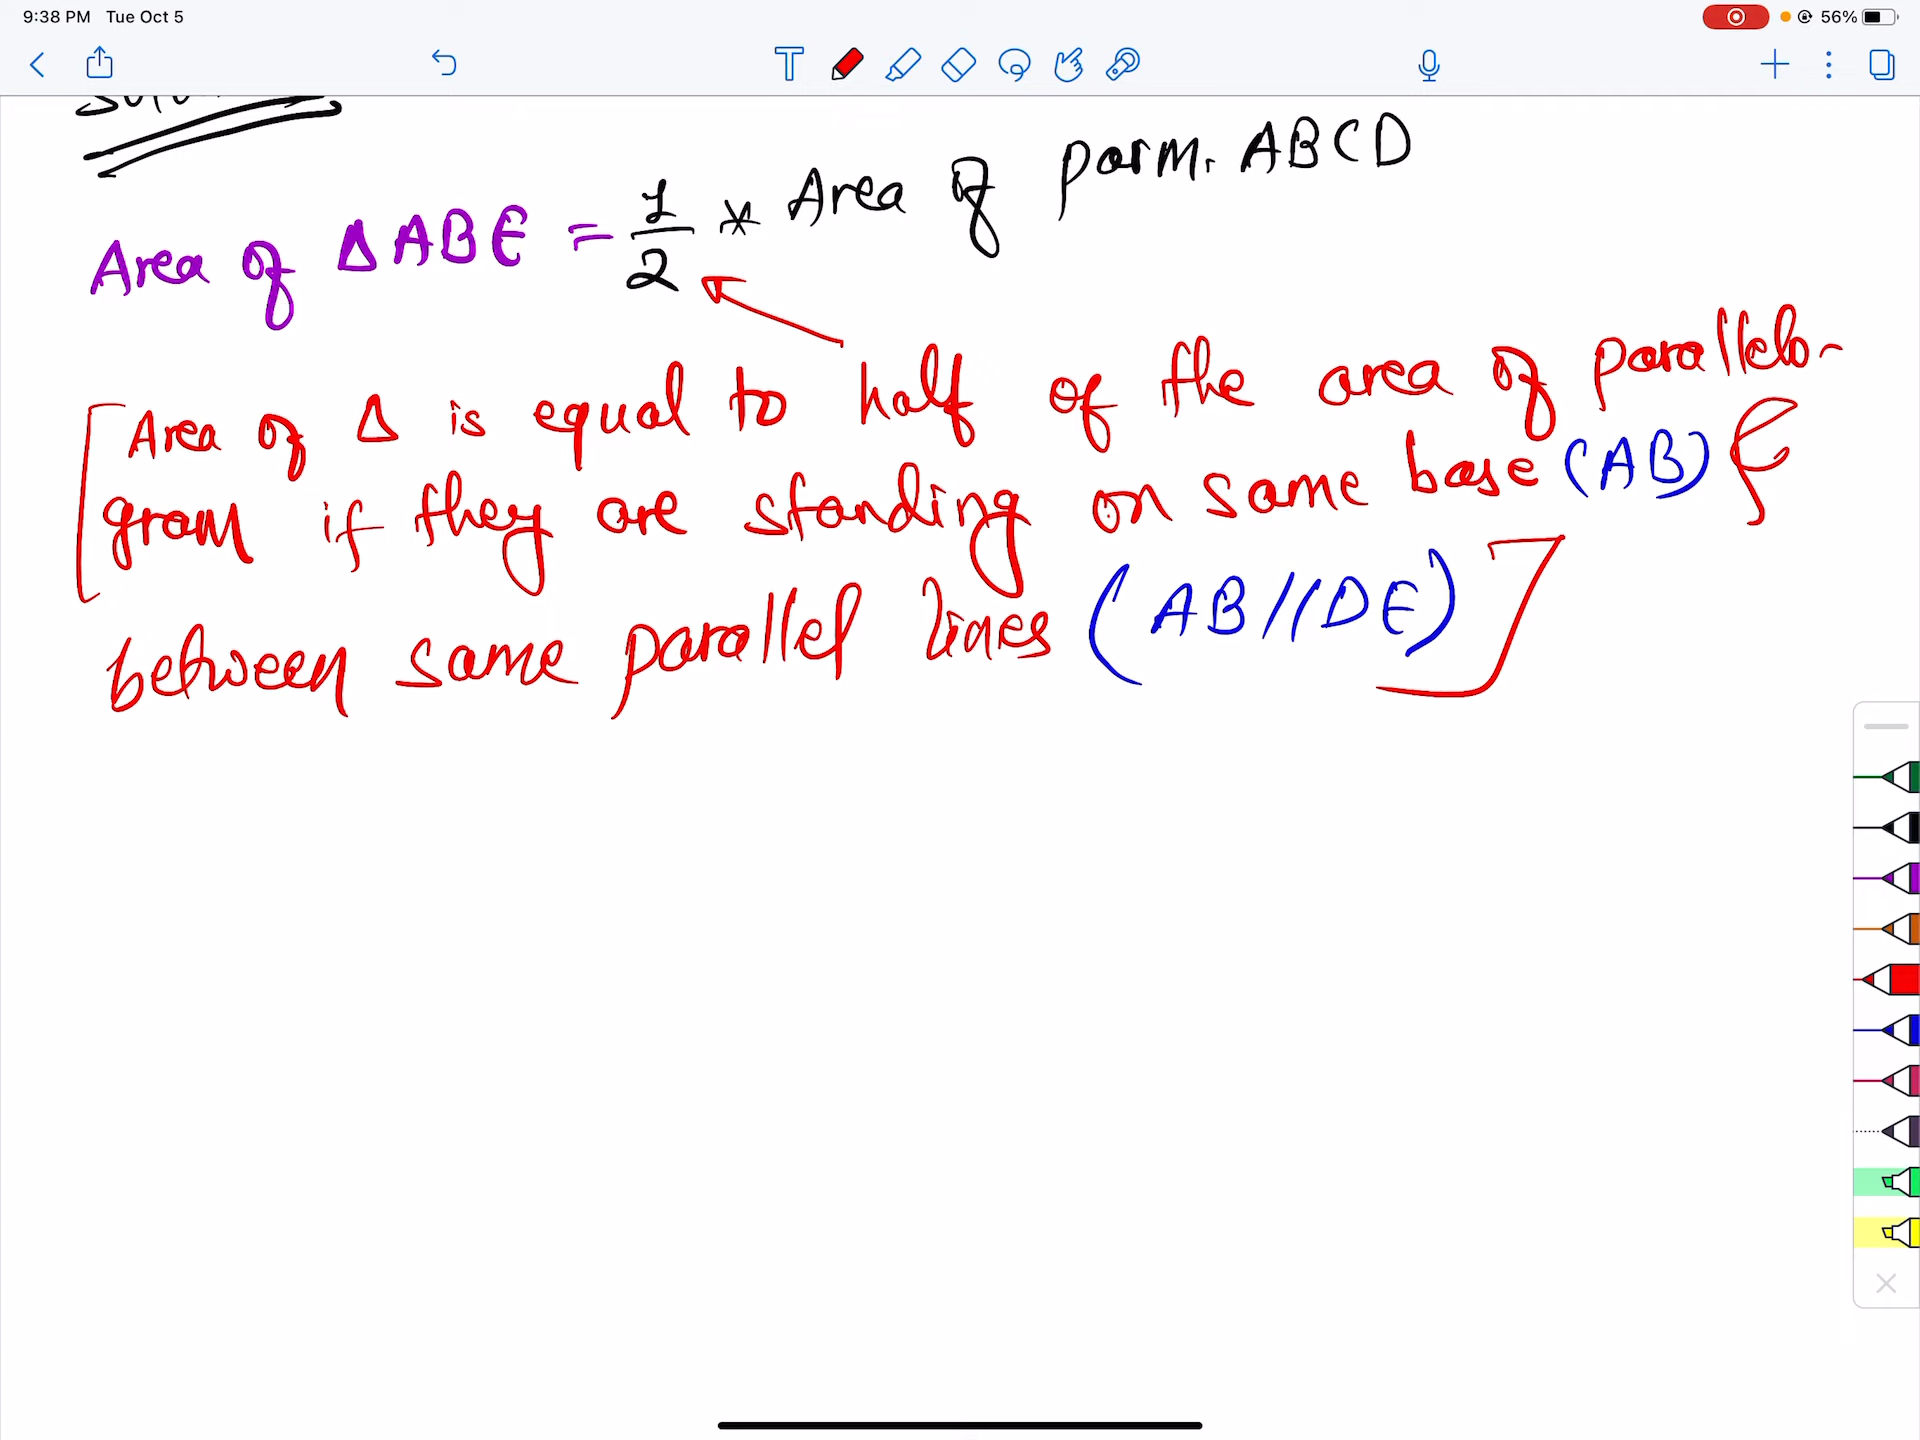 9:38 PM Tue Oct 5
56%
Area of ΔABE = 1/2 * Area of parm. ABCD
[Area of Δ is equal to half of the area of parallelo-
gram if they are standing on same base (AB) &
between same parallel lines (AB//DE)]